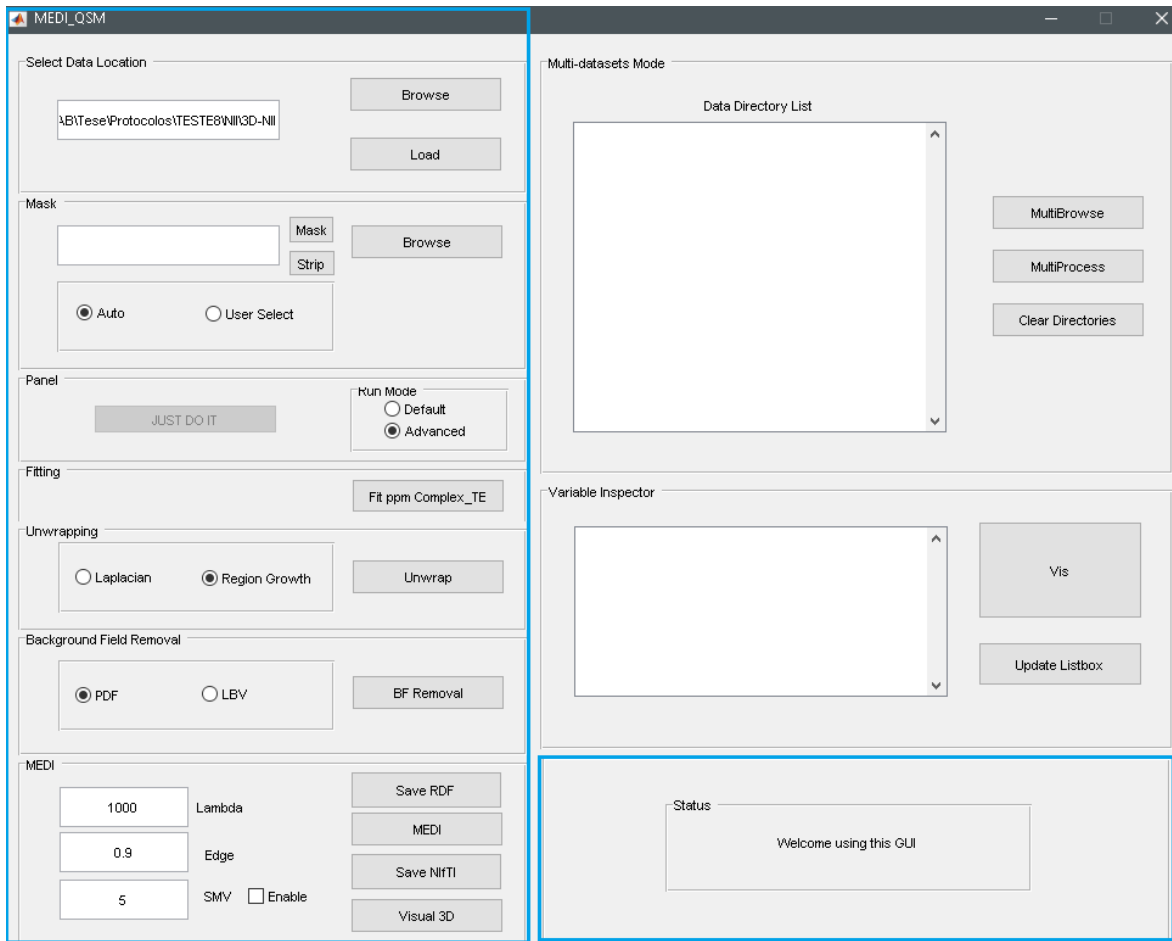 MEDI_QSM
Select Data Location
Browse
\B\Tese\Protocolos\TESTE8\NII\3D-NII
Load
Mask
Mask
Browse
Strip
Auto
User Select
Panel
JUST DO IT
Run Mode
Default
Advanced
Fitting
Fit ppm Complex_TE
Unwrapping
Laplacian
Region Growth
Unwrap
Background Field Removal
PDF
LBV
BF Removal
MEDI
1000
Lambda
0.9
Edge
5
SMV
Enable
Save RDF
MEDI
Save NIfTI
Visual 3D
Multi-datasets Mode
Data Directory List
MultiBrowse
MultiProcess
Clear Directories
Variable Inspector
Vis
Update Listbox
Status
Welcome using this GUI